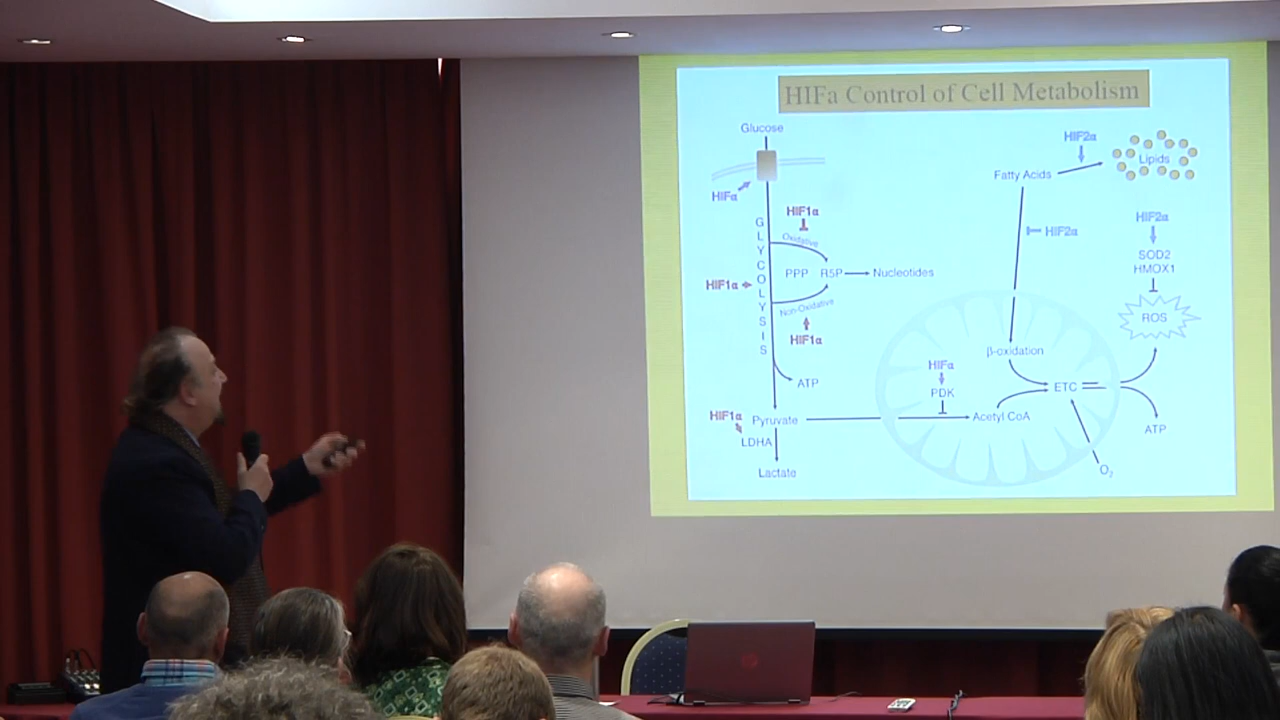 HIFa Control of Cell Metabolism
Glucose
HIFα
GLYCOLYSIS
HIF1α
Oxidative
PPP
R5P
Nucleotides
HIF1α
Non-Oxidative
HIF1α
ATP
HIF1α
Pyruvate
LDHA
Lactate
HIF2α
Fatty Acids
Lipids
HIF2α
HIF2α
SOD2
HMOX1
ROS
β-oxidation
HIFα
PDK
Acetyl CoA
ETC
ATP
O2